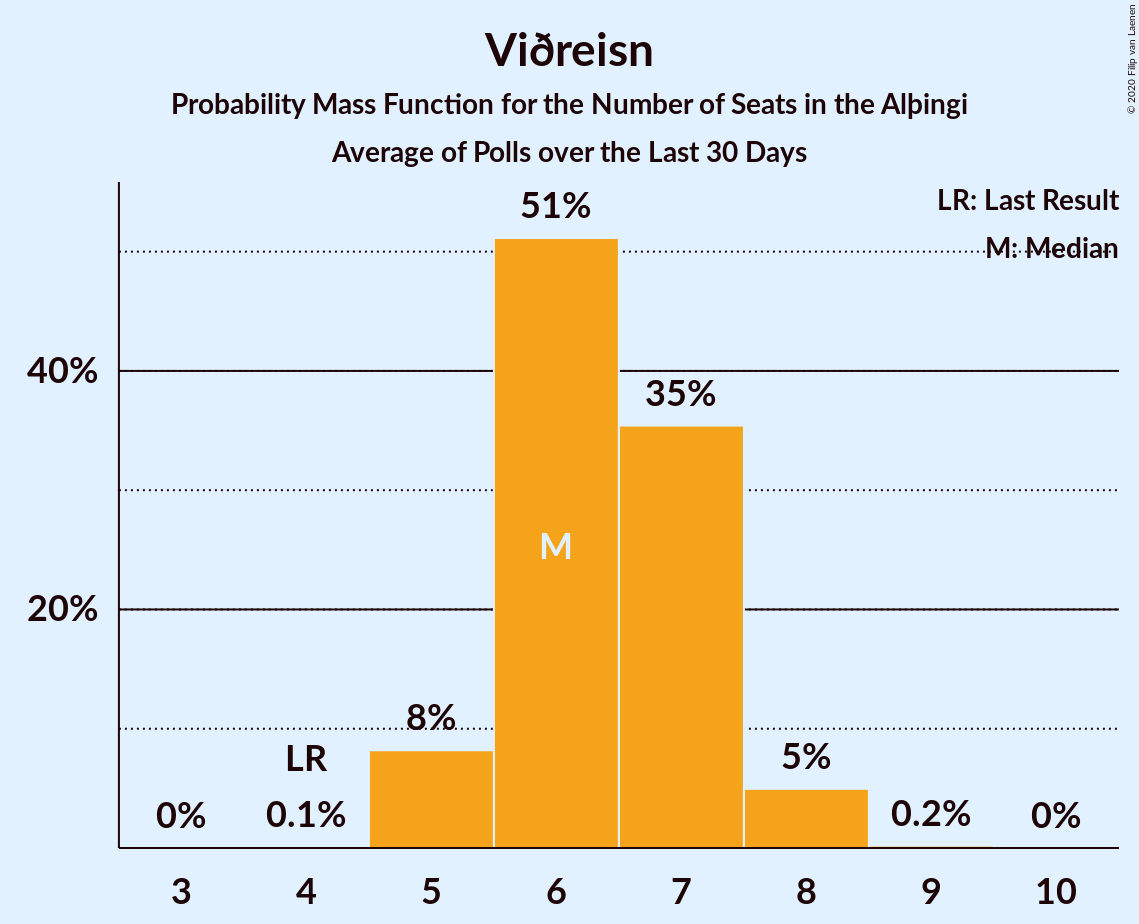 Viðreisn
Probability Mass Function for the Number of Seats in the Alþingi
Average of Polls over the Last 30 Days
© 2020 Filip van Laenen
LR: Last Result
M: Median
51%
40%
35%
M
20%
8%
LR
5%
0%
0.1%
0.2%
0%
3 4 5 6 7 8 9 10